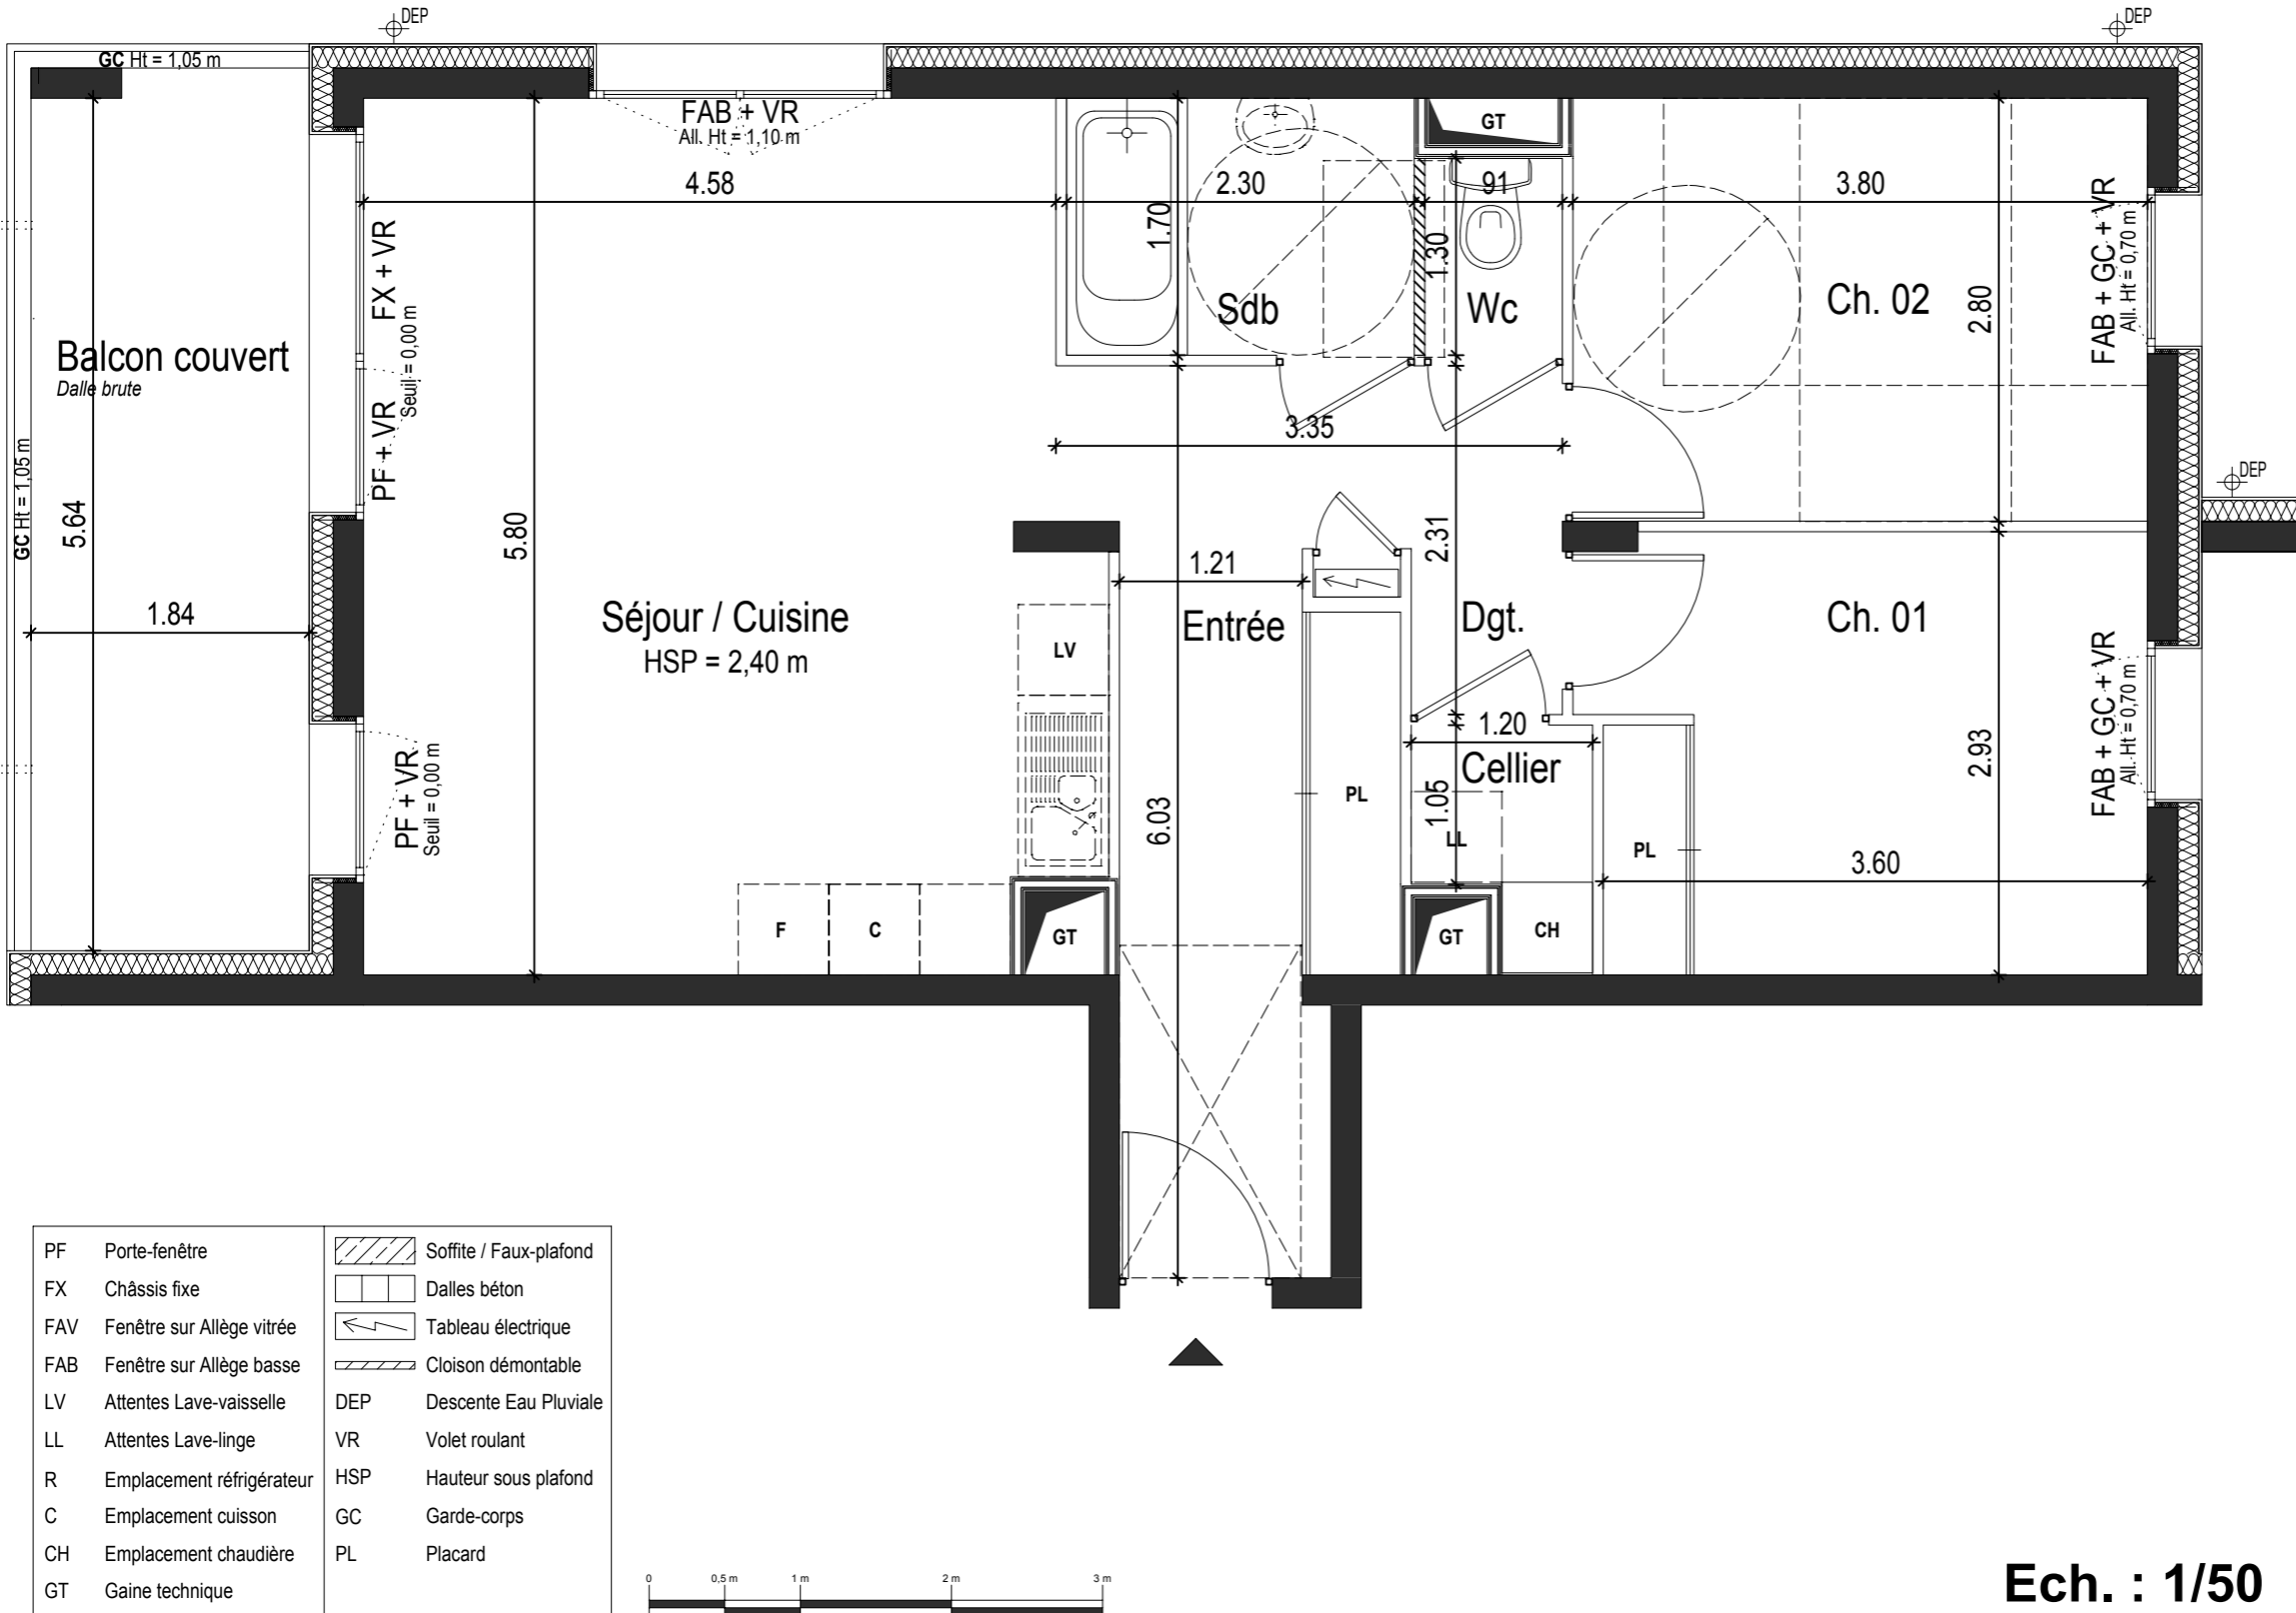 DEP
DEP
GC Ht = 1,05 m
FAB + VR
All. Ht = 1,10 m
GT
4.58
2.30
91
3.80
1.70
1.30
FX + VR
Seuil = 0,00 m
FAB + GC + VR
All. Ht = 0,70 m
Sdb
Wc
Ch. 02
2.80
Balcon couvert
Dalle brute
PF + VR
3.35
GC Ht = 1,05 m
5.64
5.80
2.31
DEP
1.21
1.84
Séjour / Cuisine
HSP = 2,40 m
LV
Entrée
Dgt.
Ch. 01
PF + VR
Seuil = 0,00 m
1.20
Cellier
FAB + GC + VR
All. Ht = 0,70 m
2.93
6.03
PL
1.05
LL
PL
3.60
F
C
GT
GT
CH
PF Porte-fenêtre
FX Châssis fixe
FAV Fenêtre sur Allège vitrée
FAB Fenêtre sur Allège basse
LV Attentes Lave-vaisselle
LL Attentes Lave-linge
R Emplacement réfrigérateur
C Emplacement cuisson
CH Emplacement chaudière
GT Gaine technique
Soffite / Faux-plafond
Dalles béton
Tableau électrique
Cloison démontable
DEP Descente Eau Pluviale
VR Volet roulant
HSP Hauteur sous plafond
GC Garde-corps
PL Placard
0 0,5 m 1 m 2 m 3 m
Ech. : 1/50